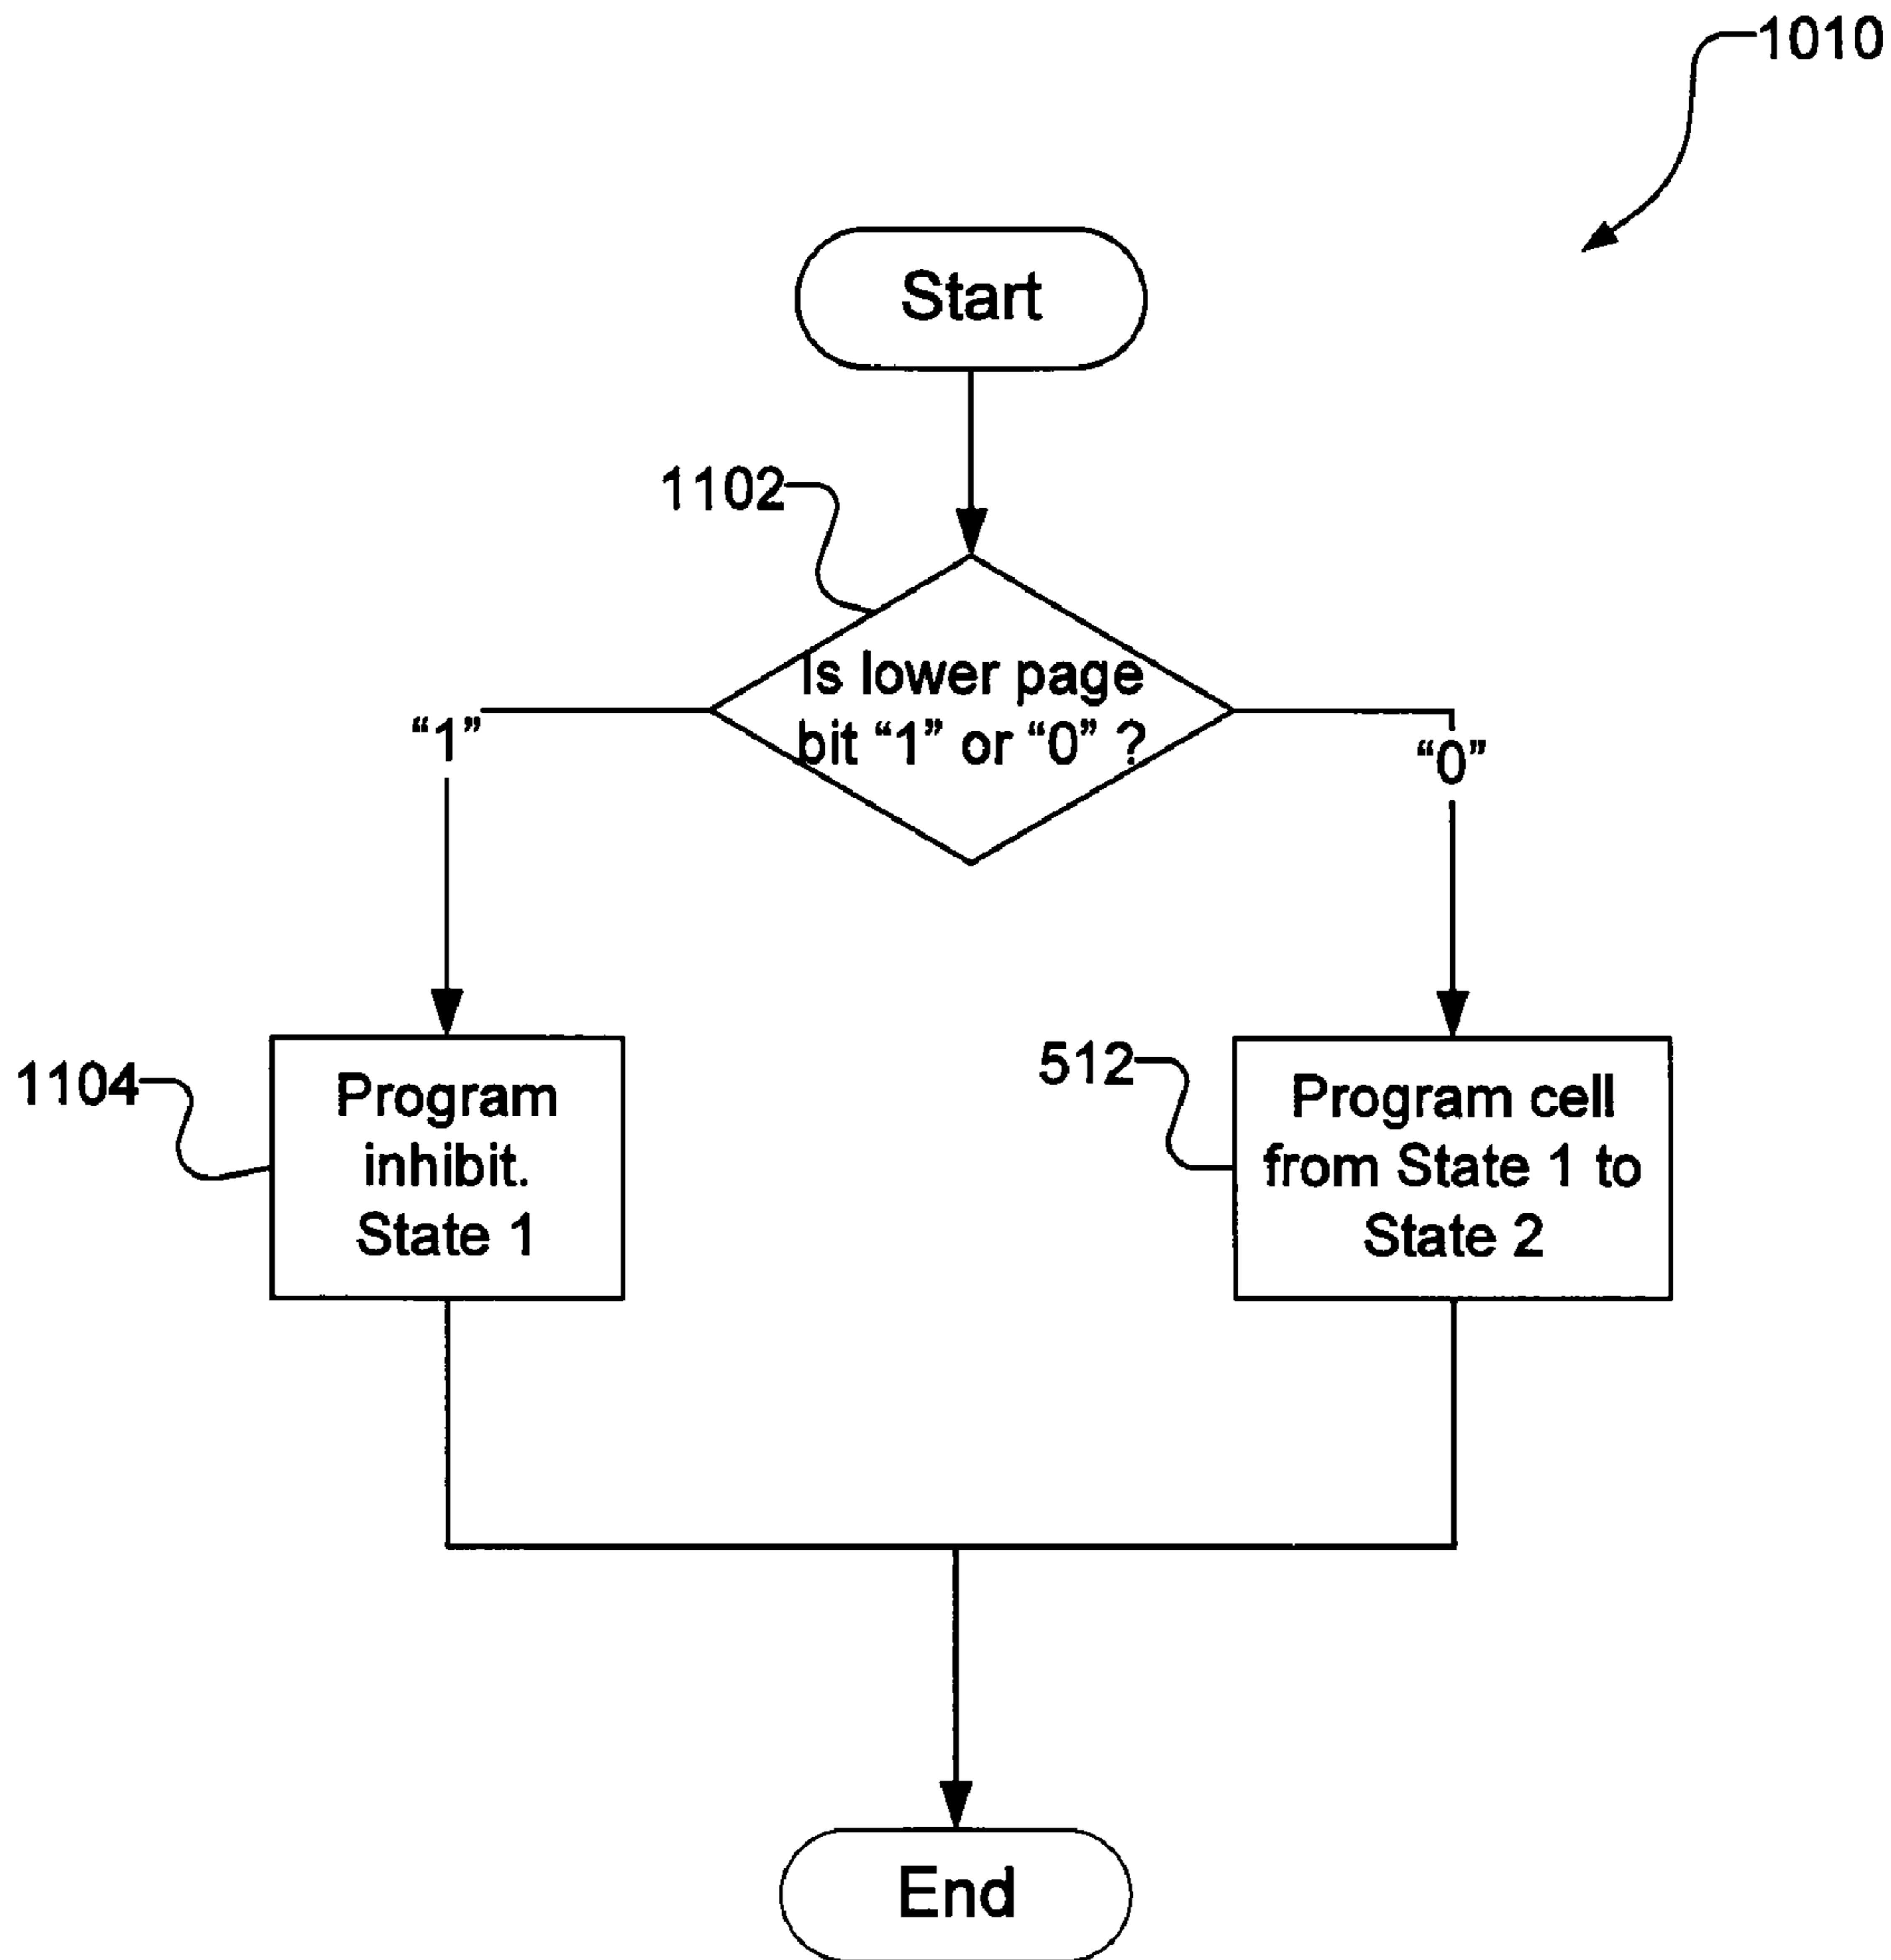 1010
Start
1102
Is lower page
bit “1” or “0” ?
“1”
“0”
1104
Program
inhibit.
State 1
512
Program cell
from State 1 to
State 2
End